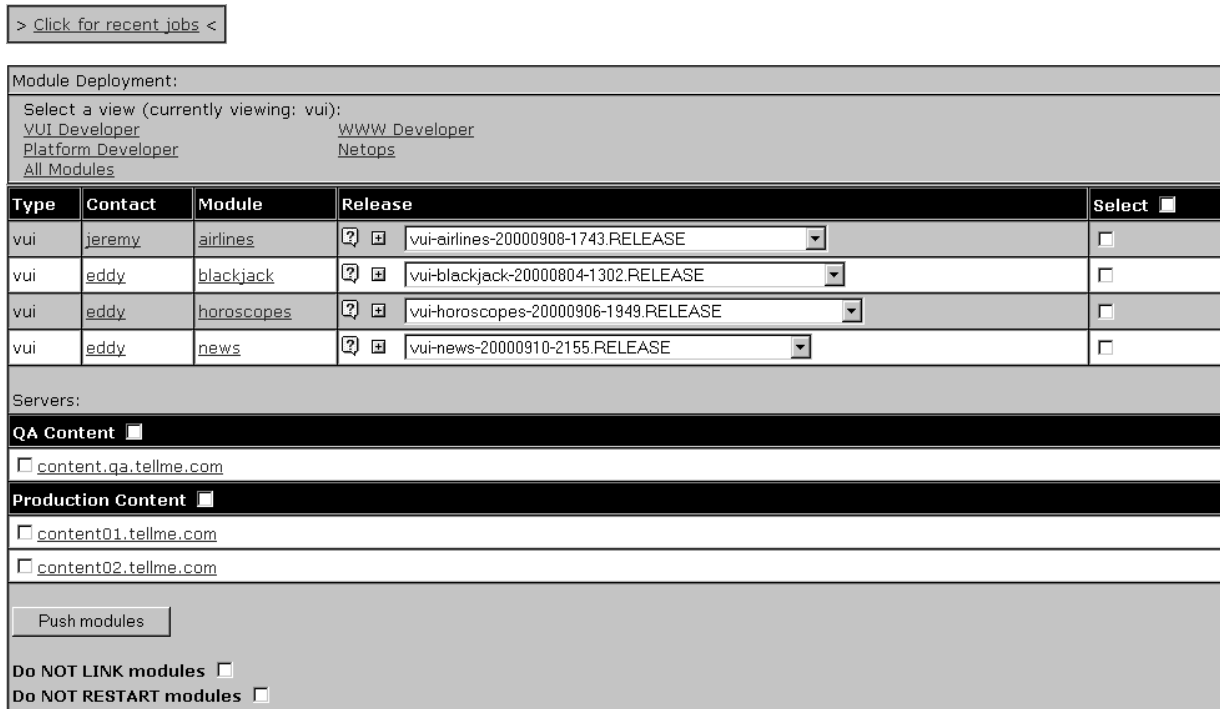 > Click for recent jobs <
Module Deployment:
Select a view (currently viewing: vui):
VUI Developer WWW Developer
Platform Developer Netops
All Modules
Type Contact Module Release Select
vui jeremy airlines vui-airlines-20000908-1743.RELEASE
vui eddy blackjack vui-blackjack-20000804-1302.RELEASE
vui eddy horoscopes vui-horoscopes-20000906-1949.RELEASE
vui eddy news vui-news-20000910-2155.RELEASE
Servers:
QA Content
content.qa.tellme.com
Production Content
content01.tellme.com
content02.tellme.com
Push modules
Do NOT LINK modules
Do NOT RESTART modules